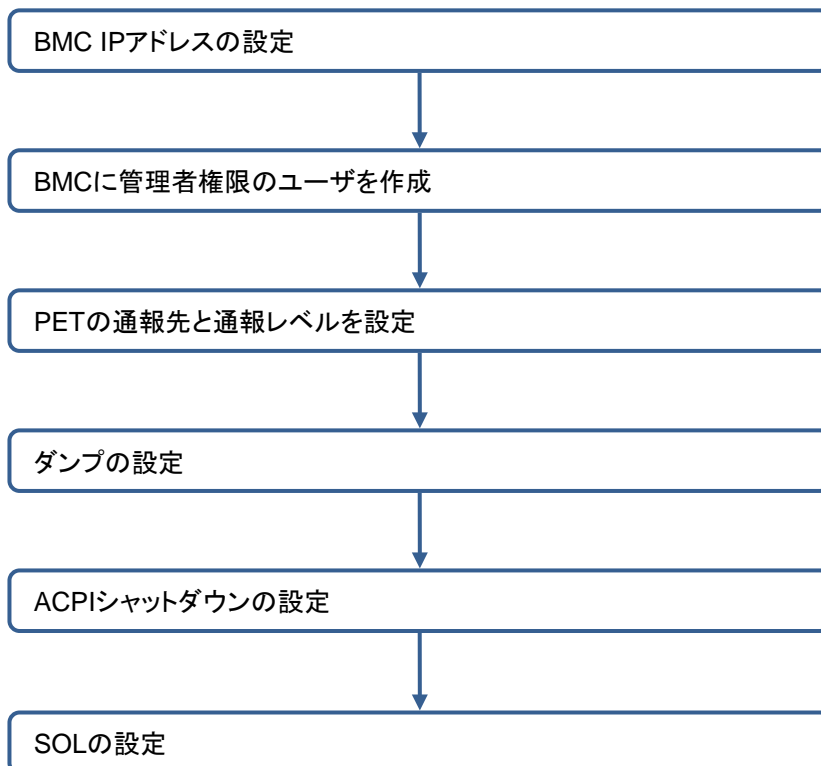 BMC IPアドレスの設定
BMCに管理者権限のユーザを作成
PETの通報先と通報レベルを設定
ダンプの設定
ACPIシャットダウンの設定
SOLの設定